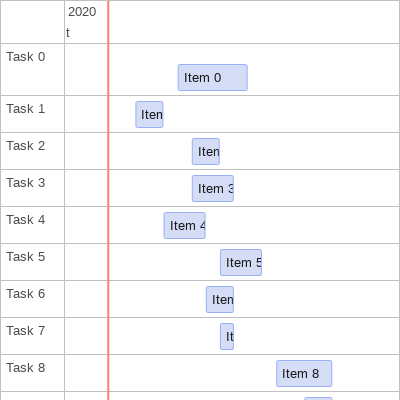 2020
t
Task 0
Item 0
Task 1
Item
Task 2
Item
Task 3
Item 3
Task 4
Item 4
Task 5
Item 5
Task 6
Item
Task 7
It
Task 8
Item 8